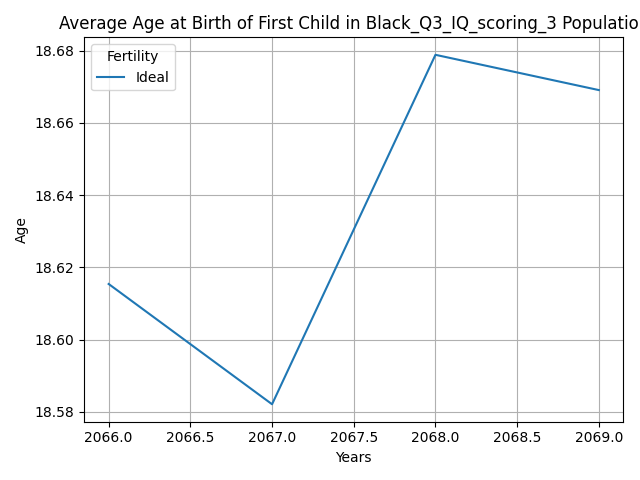 Average Age at Birth of First Child in Black_Q3_IQ_scoring_3 Populatio
Fertility
Ideal
18.68
18.66
18.64
18.62
18.60
18.58
Age
2066.0 2066.5 2067.0 2067.5 2068.0 2068.5 2069.0
Years